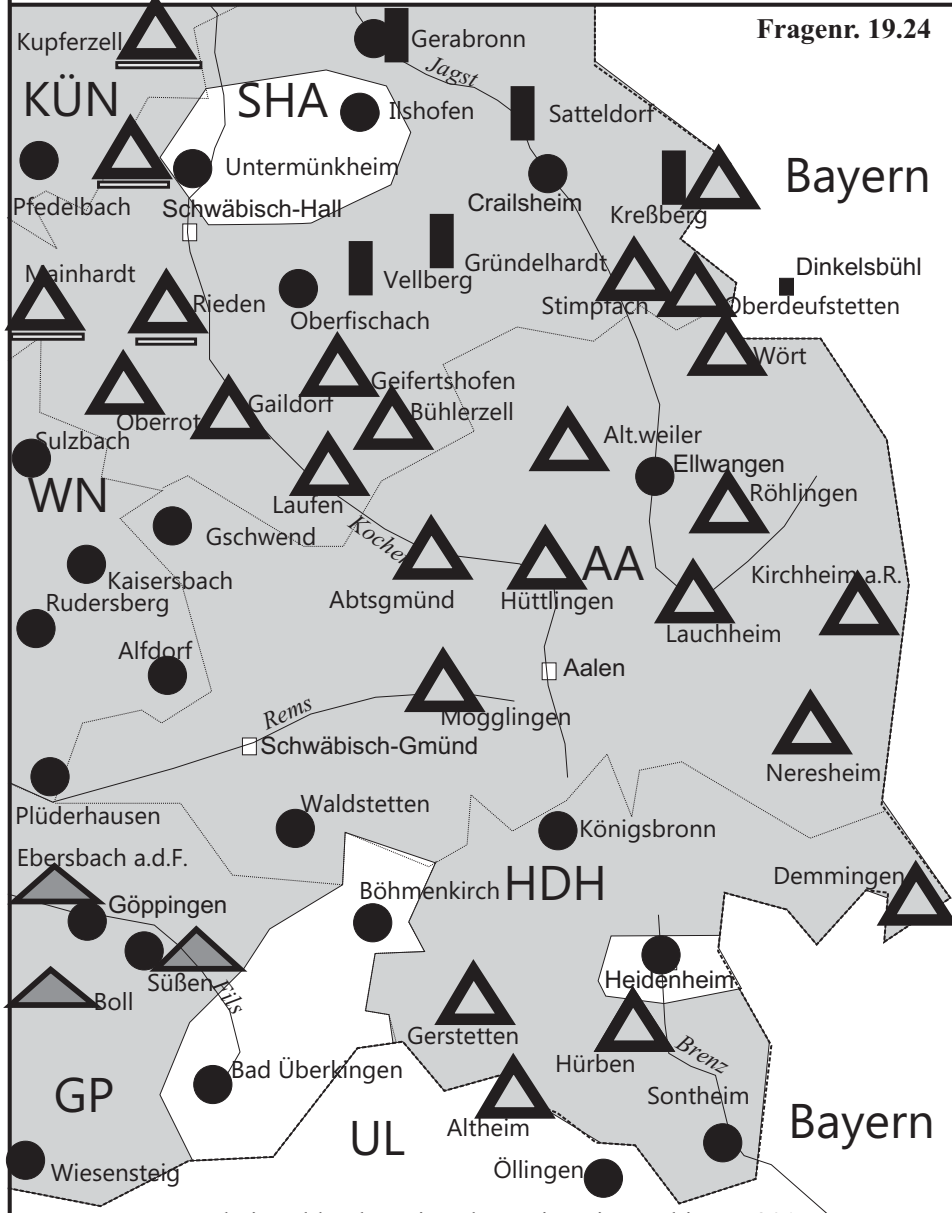 Fragenr. 19.24
Kupferzell
Gerabronn
Jagst
KÜN
SHA
Ilshofen
Satteldorf
Untermünkheim
Crailsheim
Bayern
Pfedelbach
Schwäbisch-Hall
Kreßberg
Mainhardt
Rieden
Vellberg
Gründelhardt
Dinkelsbühl
Stimpfach
Oberdeufstetten
Oberfischach
Wört
Geifertshofen
Gaildorf
Bühlerzell
Oberrot
Alt.weiler
Sulzbach
Ellwangen
WN
Laufen
Röhlingen
Kocher
Gschwend
AA
Kaisersbach
Kirchheim a.R.
Rudersberg
Abtsgmünd
Hüttlingen
Lauchheim
Alfdorf
Aalen
Rems
Mögglingen
Schwäbisch-Gmünd
Neresheim
Waldstetten
Plüderhausen
Königsbronn
Ebersbach a.d.F.
HDH
Demmingen
Böhmenkirch
Göppingen
Süßen
Heidenheim
Boll
Fils
Gerstetten
Hürben
Brenz
Bad Überkingen
Sontheim
GP
Altheim
UL
Bayern
Öllingen
Wiesensteig